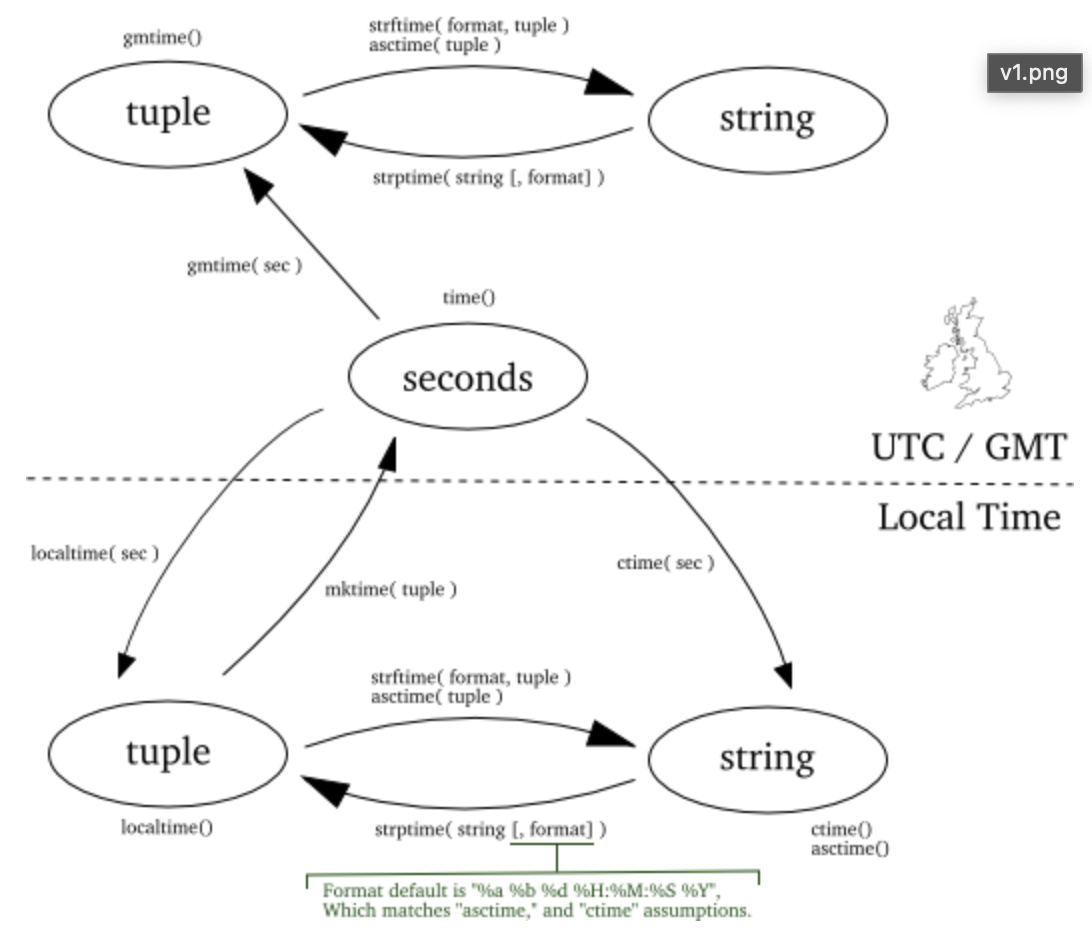 gmtime()
strftime( format, tuple )
asctime( tuple )
v1.png
tuple
string
strptime( string [, format] )
gmtime( sec )
time()
seconds
UTC / GMT
Local Time
localtime( sec )
ctime( sec )
mktime( tuple )
strftime( format, tuple )
asctime( tuple )
tuple
string
localtime()
strptime( string [, format] )
ctime()
asctime()
Format default is "%a %b %d %H:%M:%S %Y",
Which matches "asctime," and "ctime" assumptions.